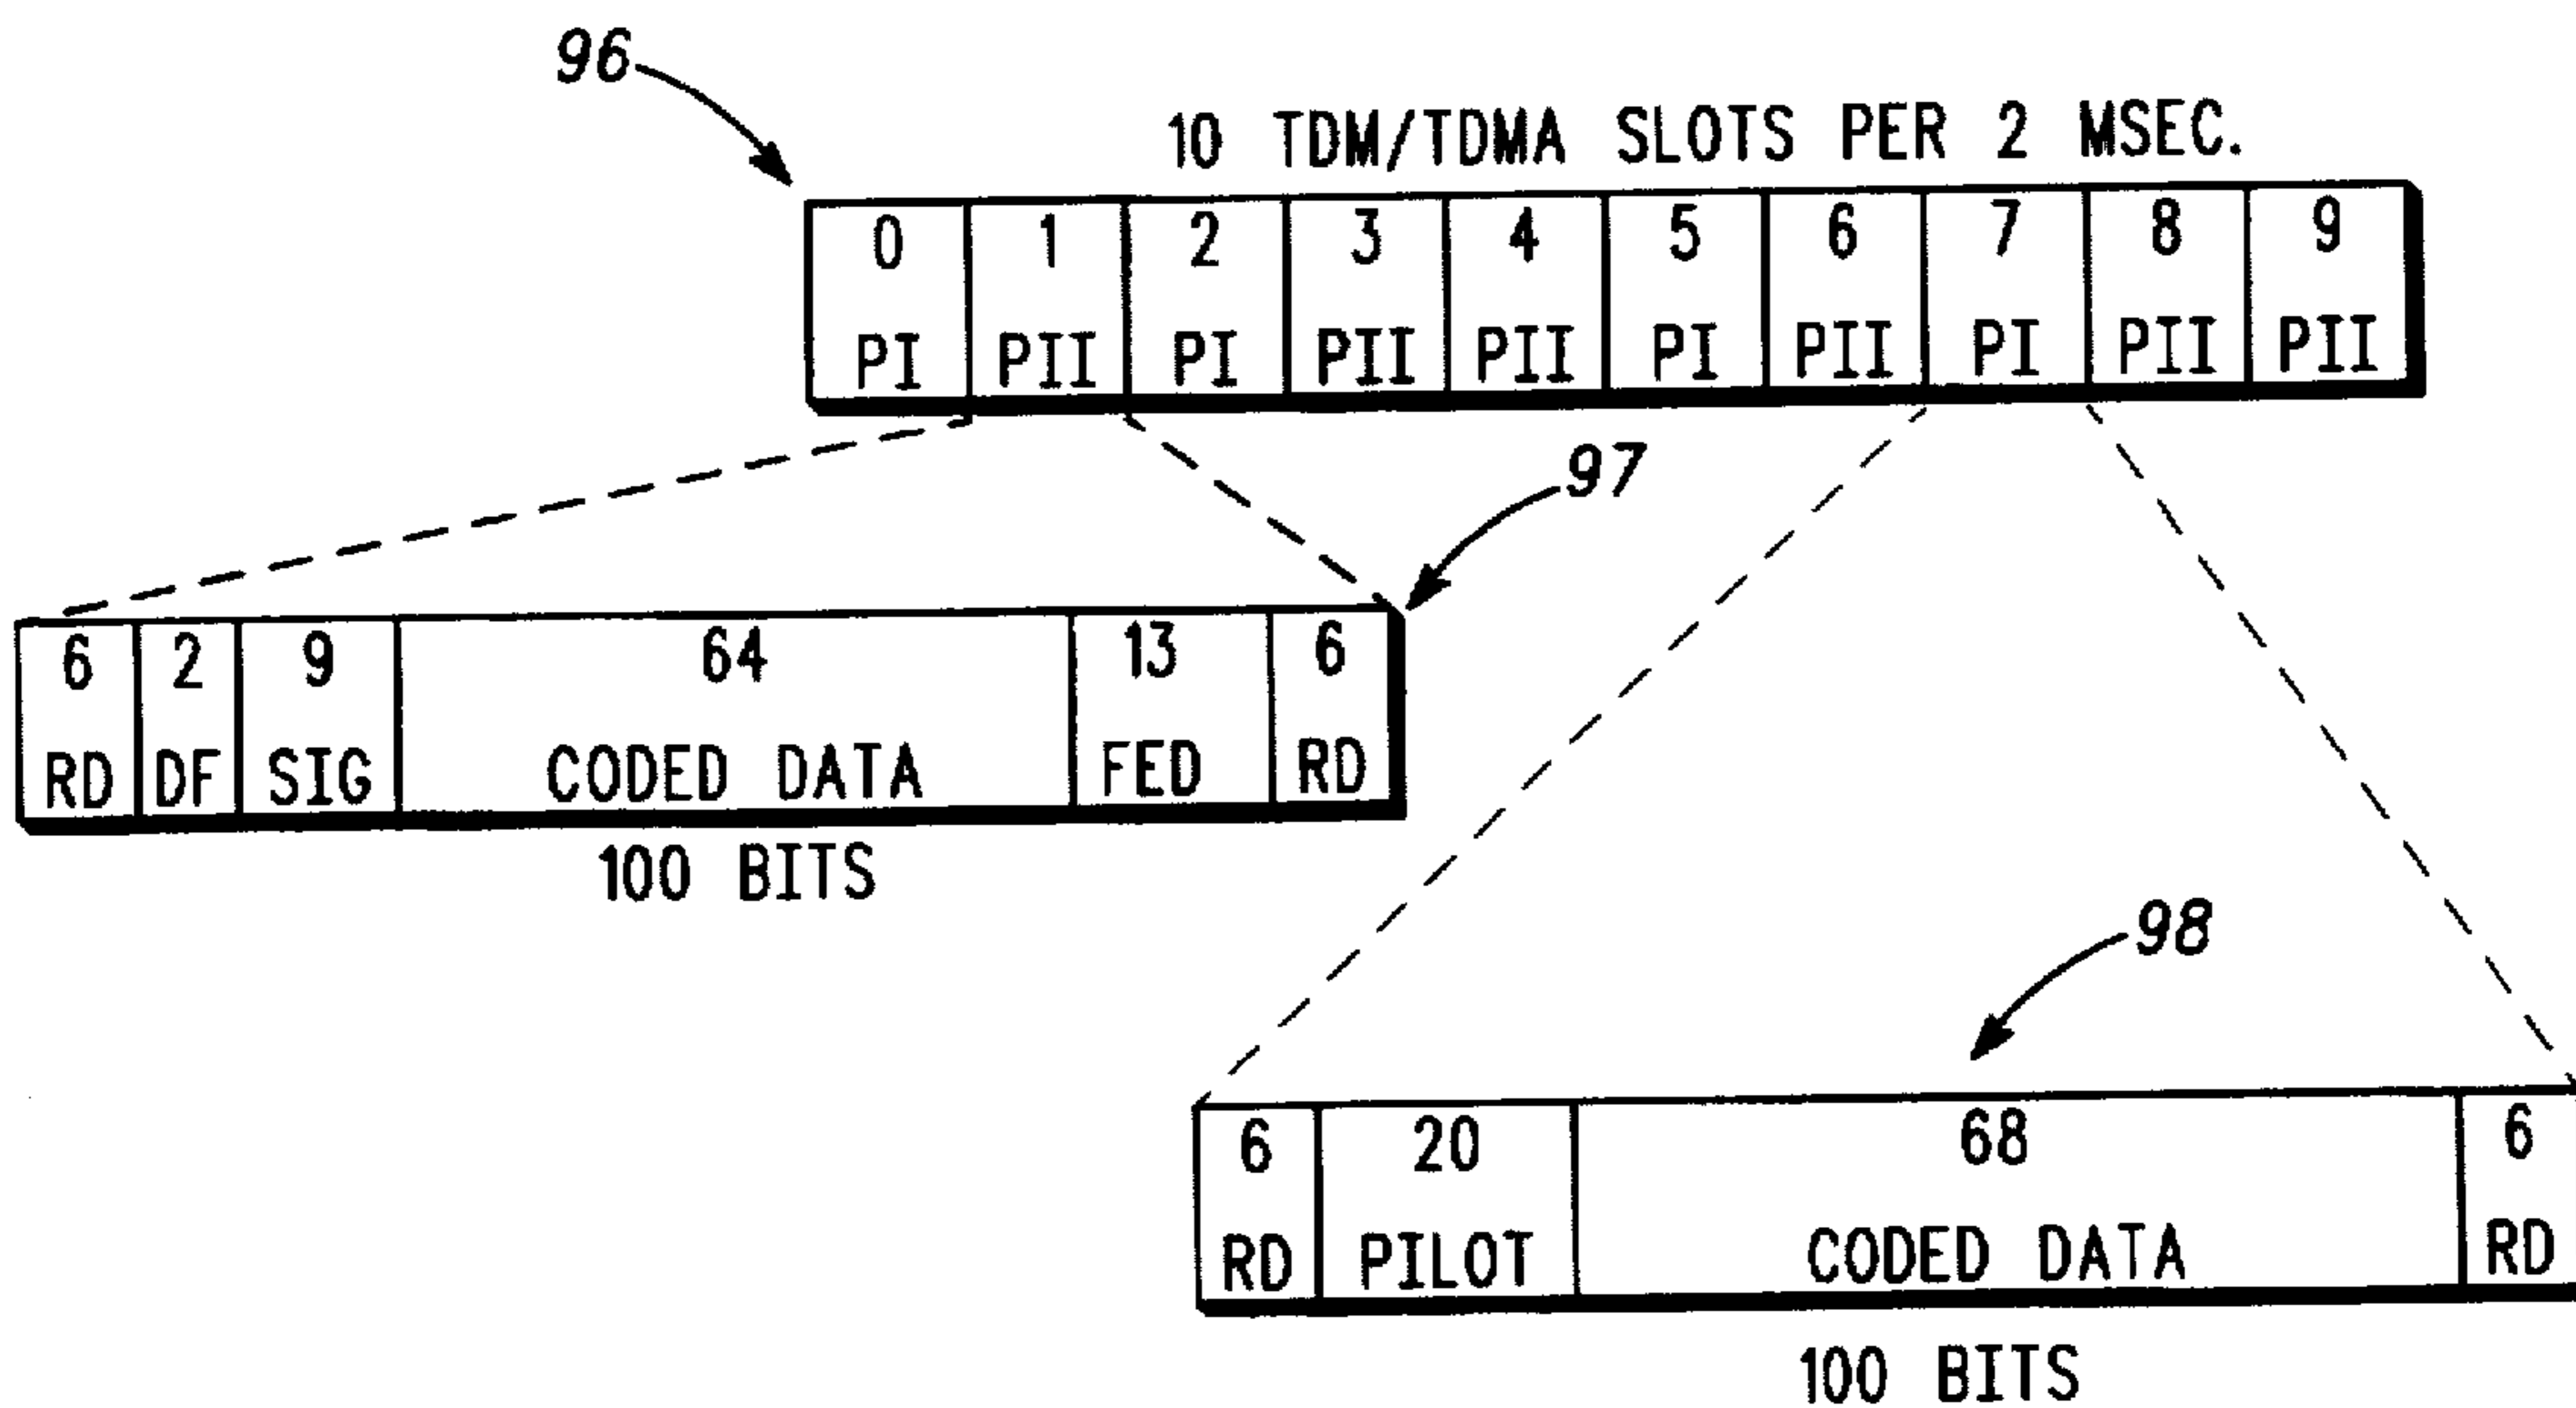 96
10 TDM/TDMA SLOTS PER 2 MSEC.
0 1 2 3 4 5 6 7 8 9
PI PII PI PII PII PI PII PI PII PII
97
6 2 9 64 13 6
RD DF SIG CODED DATA FED RD
100 BITS
98
6 20 68 6
RD PILOT CODED DATA RD
100 BITS